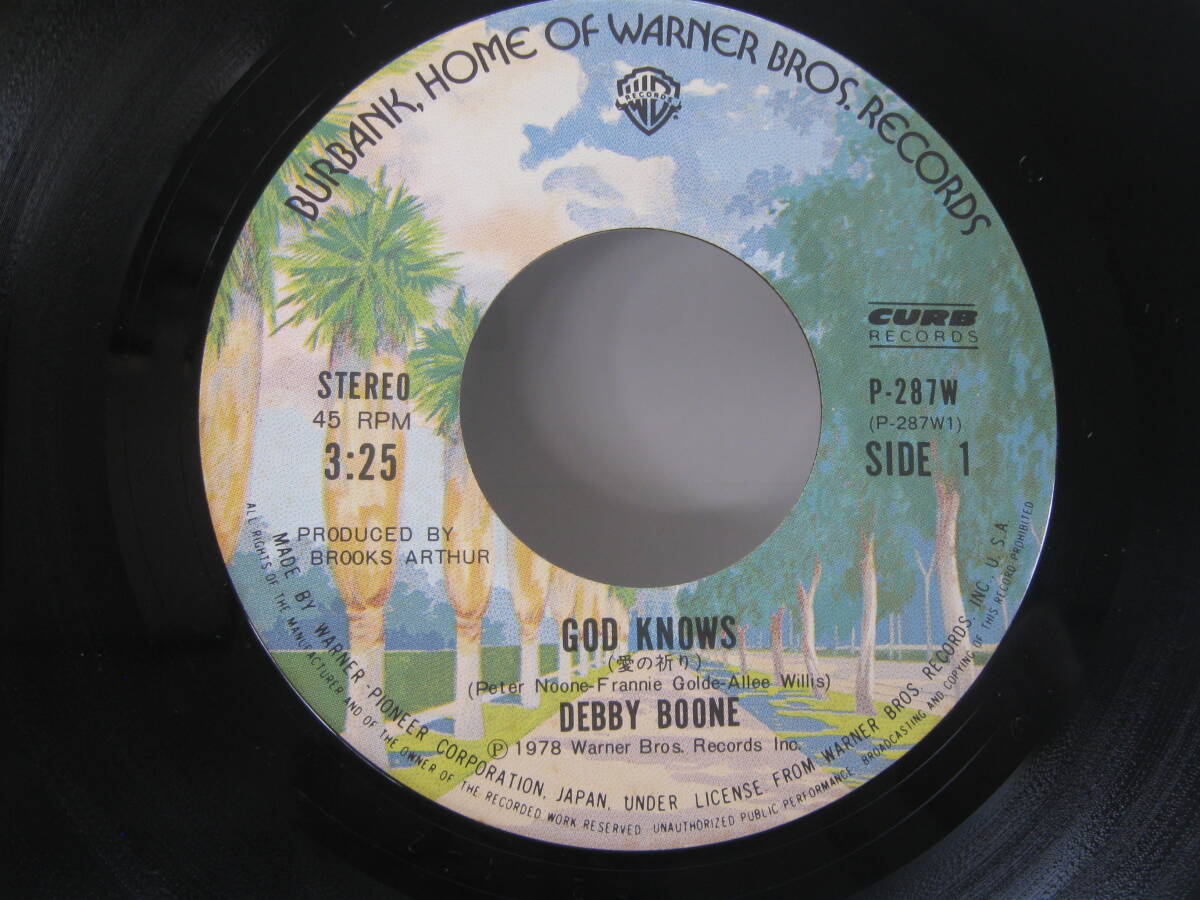 BURBANK, HOME OF WARNER BROS. RECORDS
RECORDS
CURB
RECORDS
STEREO
45 RPM
3:25
P-287W
(P-287W1)
SIDE 1
PRODUCED BY
BROOKS ARTHUR
GOD KNOWS
(愛の祈り)
(Peter Noone-Frannie Golde-Allee Willis)
DEBBY BOONE
Ⓟ 1978 Warner Bros. Records Inc.
MADE BY WARNER-PIONEER CORPORATION, JAPAN, UNDER LICENSE FROM WARNER BROS. RECORDS, INC., U.S.A.
ALL RIGHTS OF THE MANUFACTURER AND OF THE OWNER OF THE RECORDED WORK RESERVED UNAUTHORIZED PUBLIC PERFORMANCE BROADCASTING AND COPYING OF THIS RECORD PROHIBITED